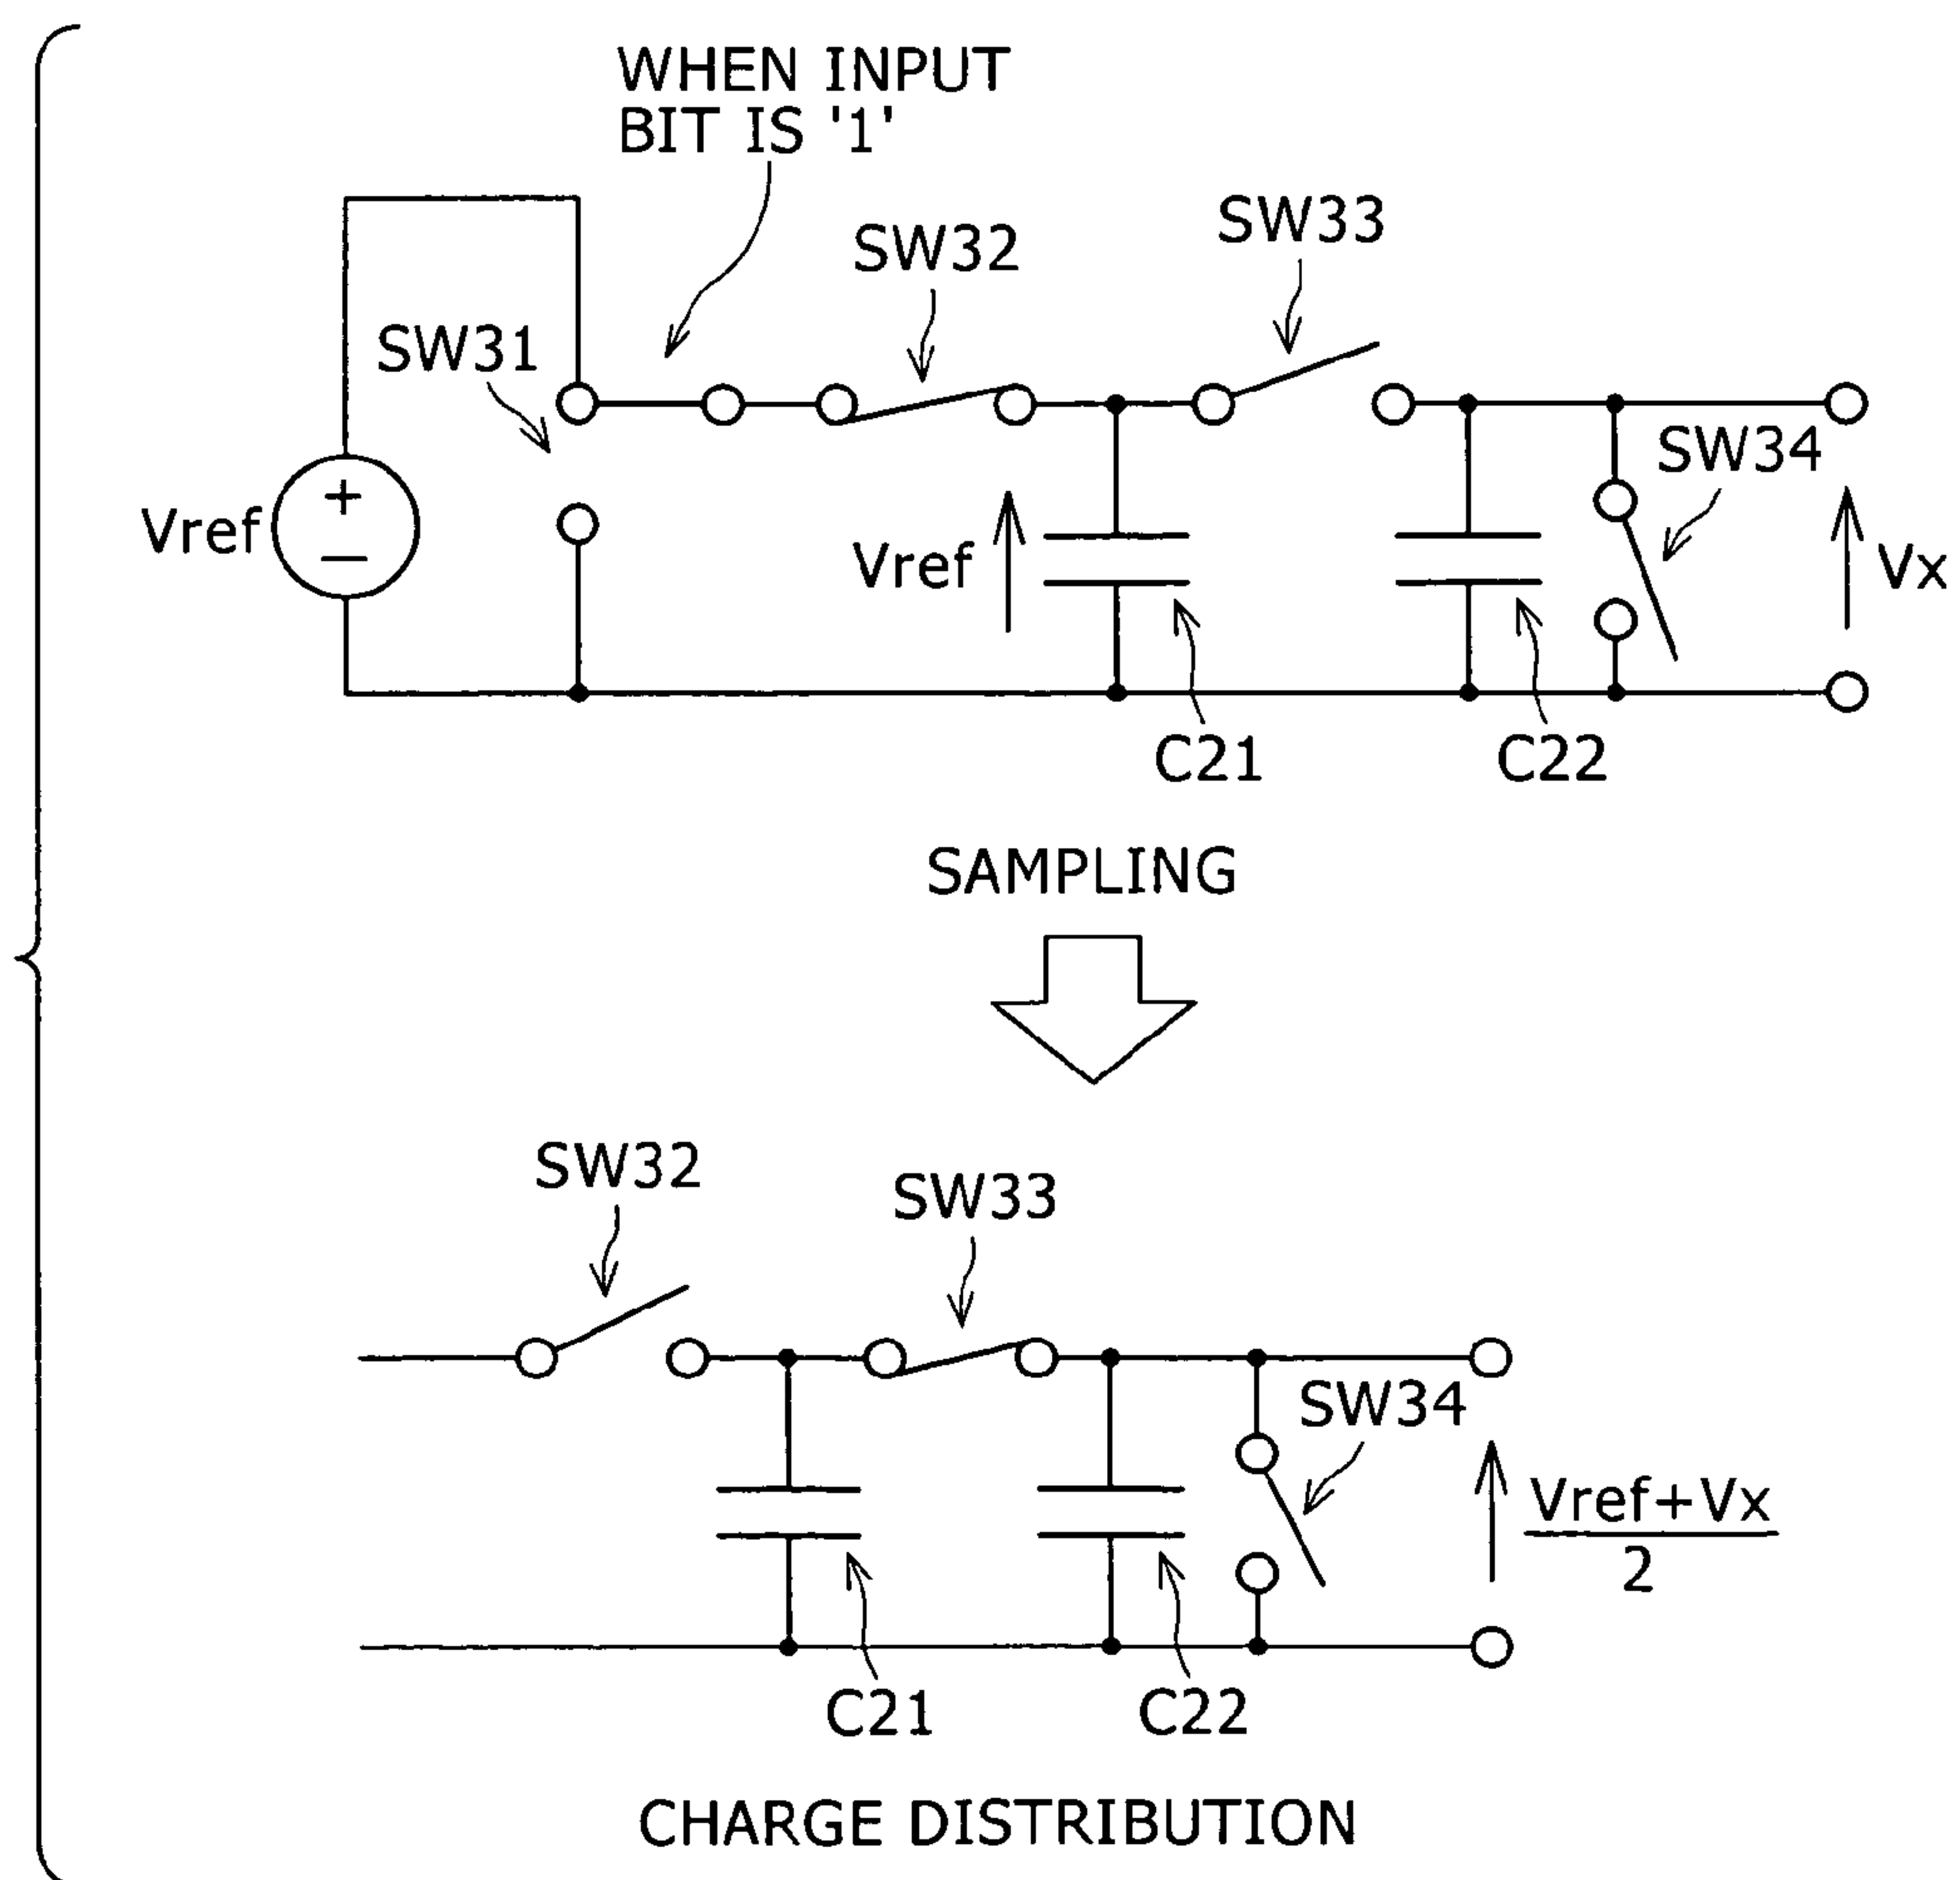 WHEN INPUT
BIT IS '1'
SW33
SW32
SW31
SW34
Vref
+
−
Vref
Vx
C21
C22
SAMPLING
SW32
SW33
SW34
Vref+Vx
2
C21
C22
CHARGE DISTRIBUTION